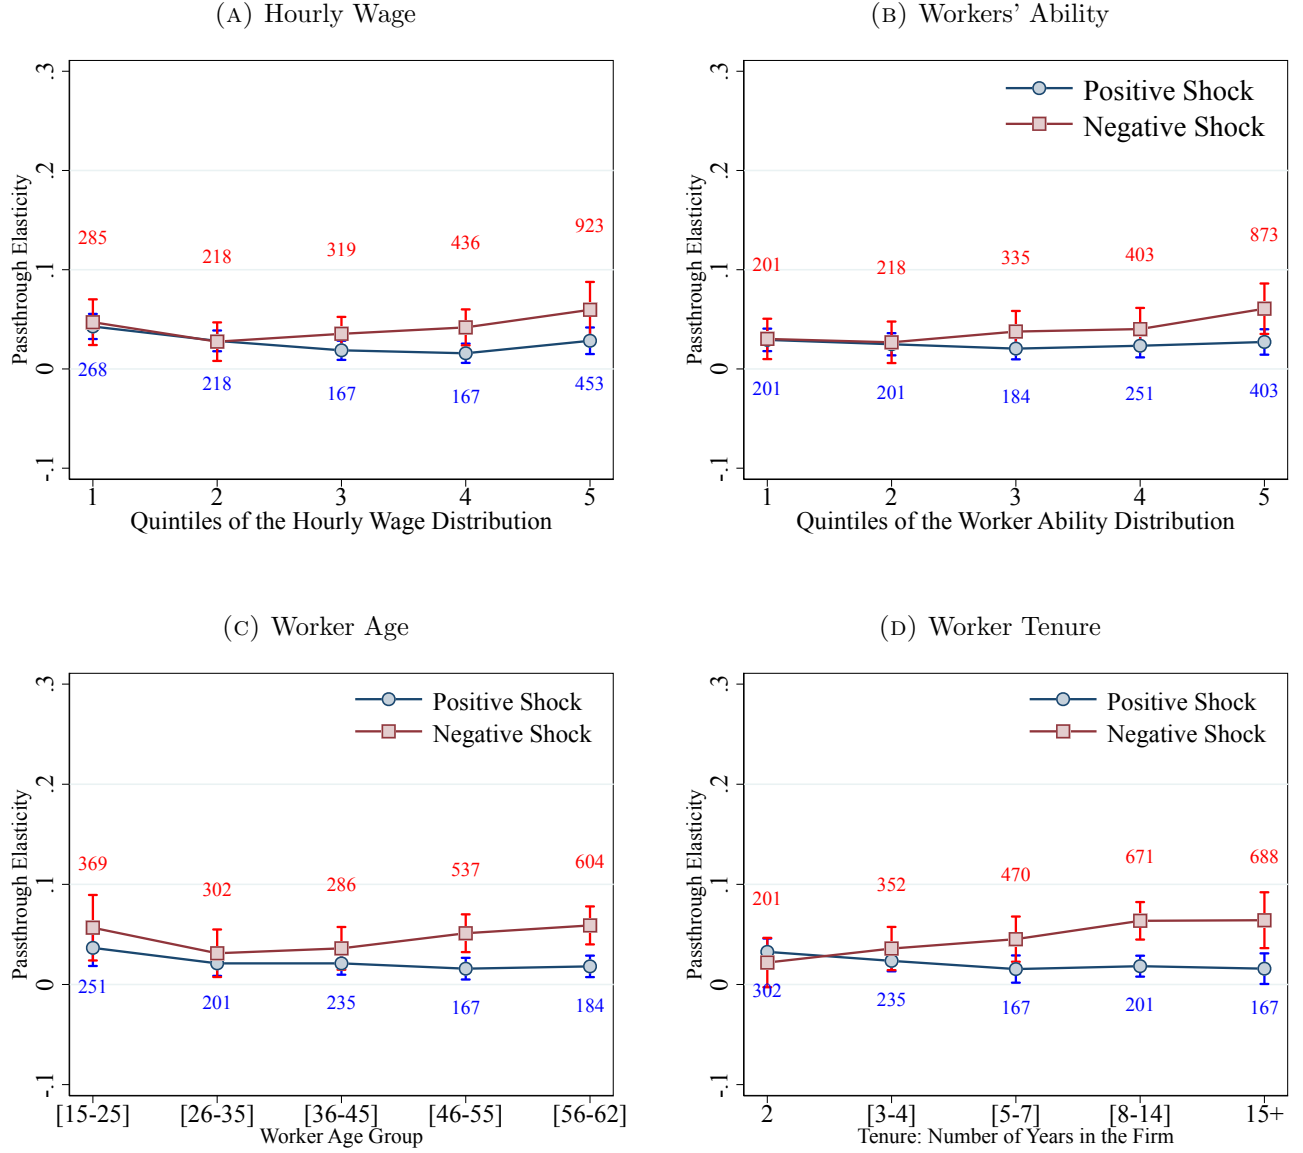 (A) Hourly Wage
.3
.2
.1
0
-.1
Passthrough Elasticity
285
218
319
436
923
268
218
167
167
453
1 2 3 4 5
Quintiles of the Hourly Wage Distribution
(B) Workers' Ability
Positive Shock
Negative Shock
.3
.2
.1
0
-.1
Passthrough Elasticity
201
218
335
403
873
201
201
184
251
403
1 2 3 4 5
Quintiles of the Worker Ability Distribution
(C) Worker Age
Positive Shock
Negative Shock
.3
.2
.1
0
-.1
Passthrough Elasticity
369
302
286
537
604
251
201
235
167
184
[15-25] [26-35] [36-45] [46-55] [56-62]
Worker Age Group
(D) Worker Tenure
Positive Shock
Negative Shock
.3
.2
.1
0
-.1
Passthrough Elasticity
201
352
470
671
688
302
235
167
201
167
2 [3-4] [5-7] [8-14] 15+
Tenure: Number of Years in the Firm